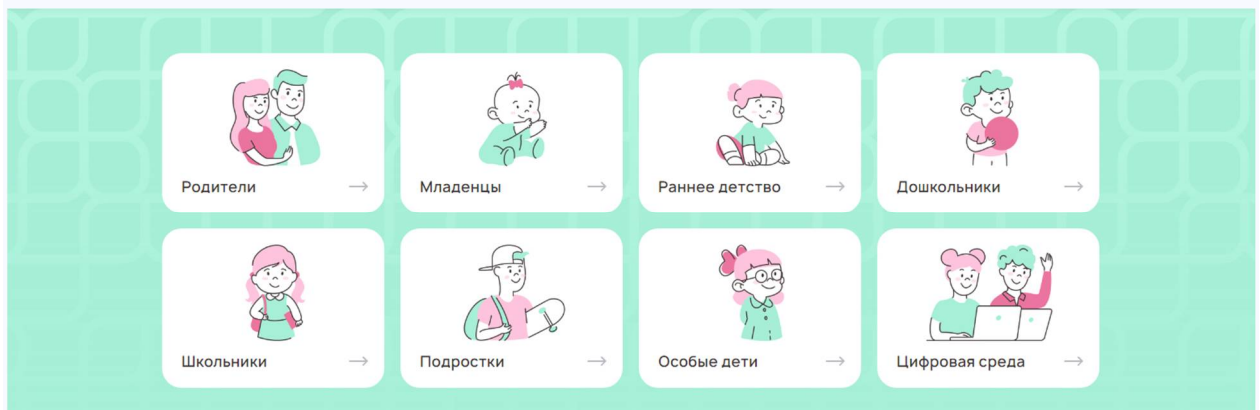 Родители
Младенцы
Раннее детство
Дошкольники
Школьники
Подростки
Особые дети
Цифровая среда